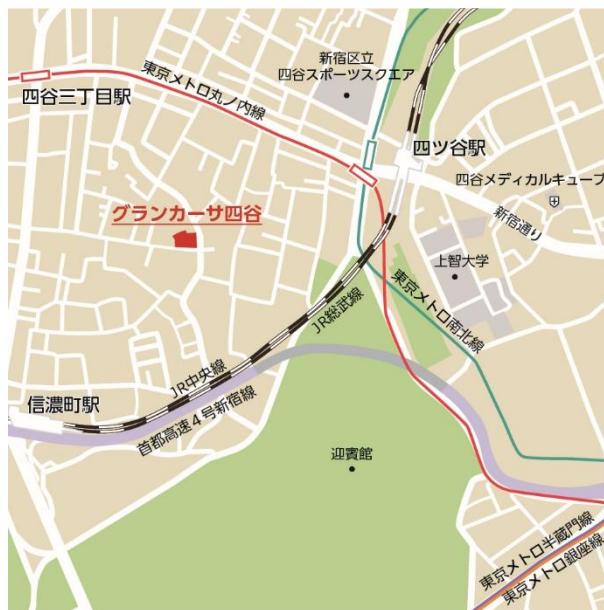 新宿区立
四谷スポーツスクエア
東京メトロ丸ノ内線
四谷三丁目駅
四ツ谷駅
四谷メディカルキューブ
新宿通り
グランカーサ四谷
上智大学
東京メトロ南北線
JR総武線
JR中央線
信濃町駅
首都高速4号新宿線
迎賓館
東京メトロ半蔵門線
東京メトロ銀座線